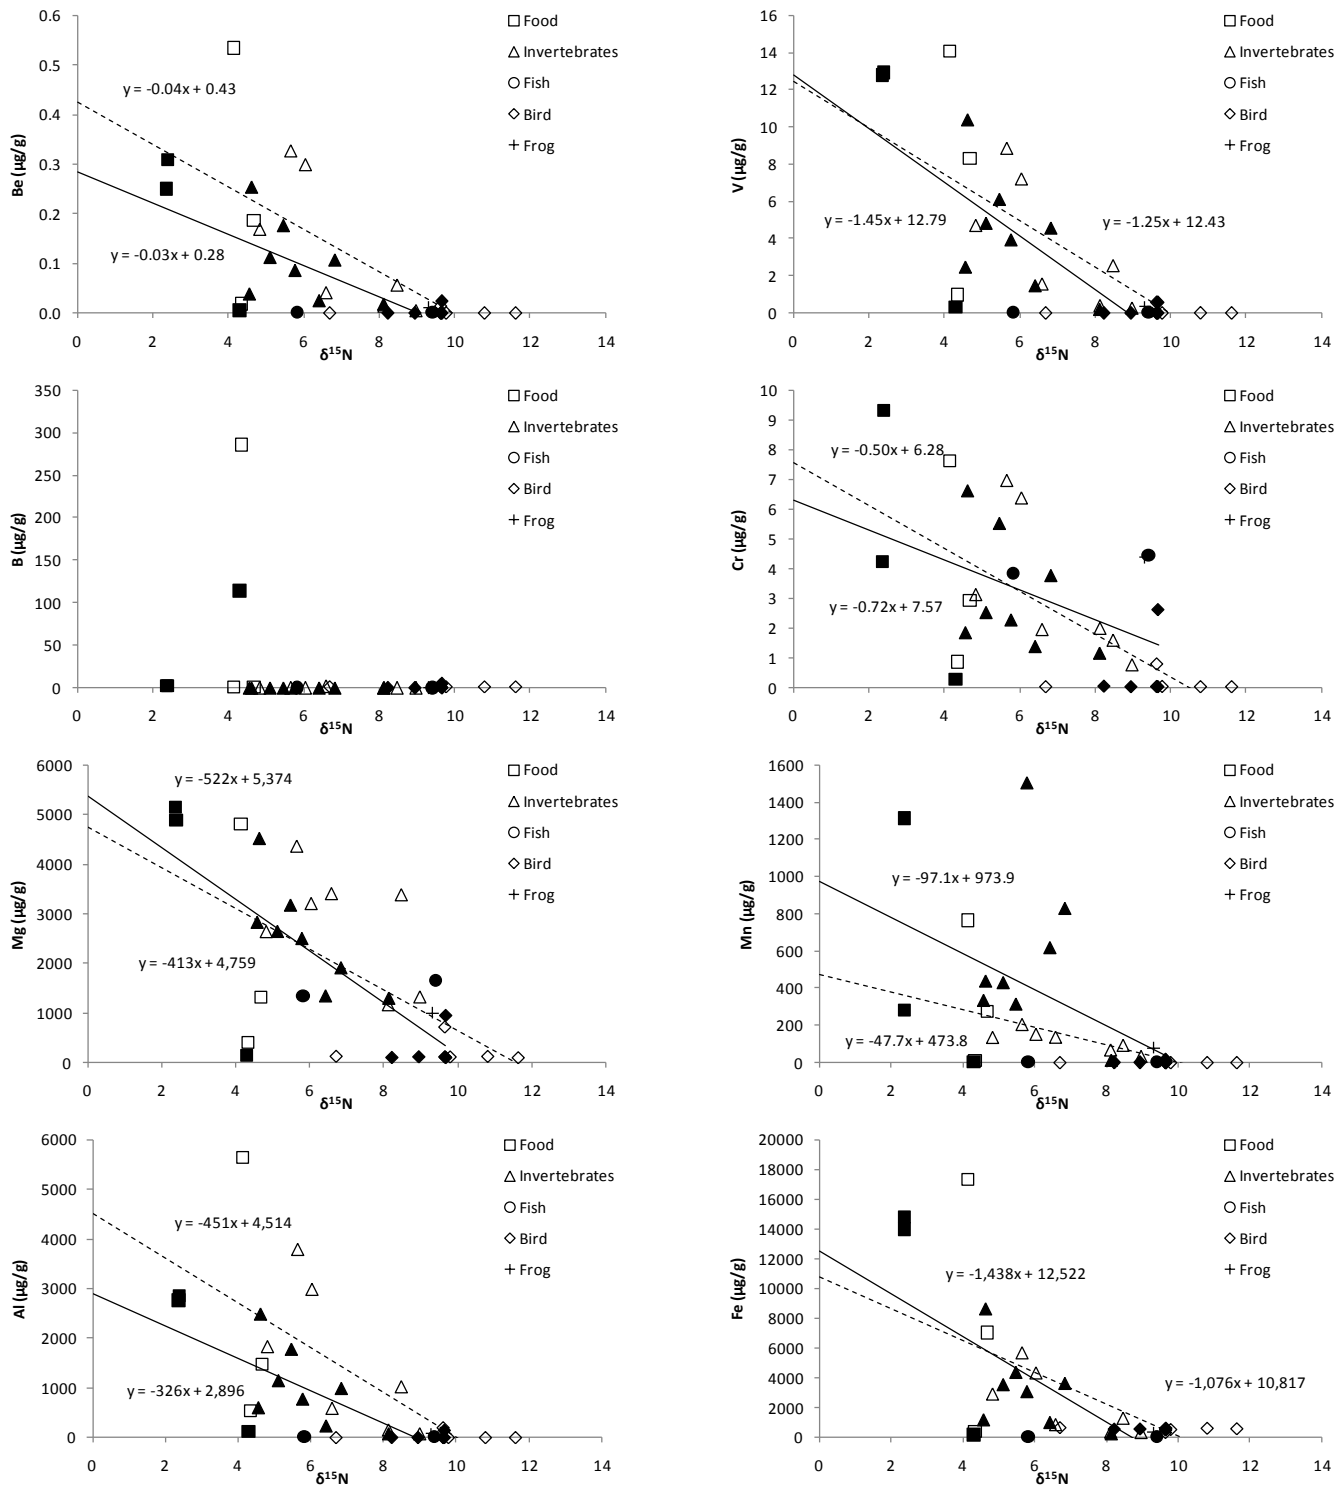 0.6
0.5
0.4
0.3
0.2
0.1
0.0
Be (µg/g)
y = -0.04x + 0.43
y = -0.03x + 0.28
Food
Invertebrates
Fish
Bird
Frog
0 2 4 6 8 10 12 14
δ¹⁵N
16
14
12
10
8
6
4
2
0
V (µg/g)
y = -1.45x + 12.79
y = -1.25x + 12.43
Food
Invertebrates
Fish
Bird
Frog
0 2 4 6 8 10 12 14
δ¹⁵N
350
300
250
200
150
100
50
0
B (µg/g)
Food
Invertebrates
Fish
Bird
Frog
0 2 4 6 8 10 12 14
δ¹⁵N
10
9
8
7
6
5
4
3
2
1
0
Cr (µg/g)
y = -0.50x + 6.28
y = -0.72x + 7.57
Food
Invertebrates
Fish
Bird
Frog
0 2 4 6 8 10 12 14
δ¹⁵N
6000
5000
4000
3000
2000
1000
0
Mg (µg/g)
y = -522x + 5,374
y = -413x + 4,759
Food
Invertebrates
Fish
Bird
Frog
0 2 4 6 8 10 12 14
δ¹⁵N
1600
1400
1200
1000
800
600
400
200
0
Mn (µg/g)
y = -97.1x + 973.9
y = -47.7x + 473.8
Food
Invertebrates
Fish
Bird
Frog
0 2 4 6 8 10 12 14
δ¹⁵N
6000
5000
4000
3000
2000
1000
0
Al (µg/g)
y = -451x + 4,514
y = -326x + 2,896
Food
Invertebrates
Fish
Bird
Frog
0 2 4 6 8 10 12 14
δ¹⁵N
20000
18000
16000
14000
12000
10000
8000
6000
4000
2000
0
Fe (µg/g)
y = -1,438x + 12,522
y = -1,076x + 10,817
Food
Invertebrates
Fish
Bird
Frog
0 2 4 6 8 10 12 14
δ¹⁵N